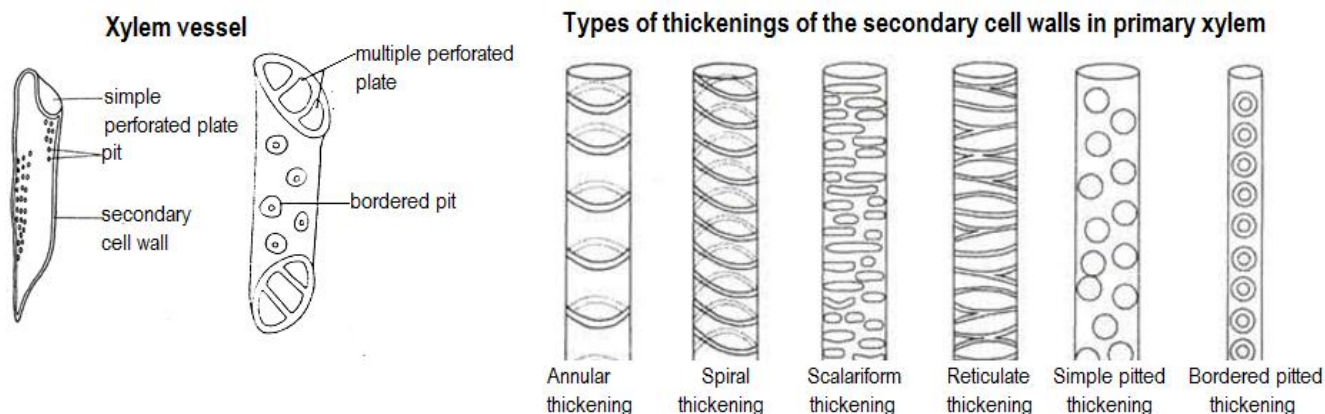 Xylem vessel
simple
perforated plate
pit
secondary
cell wall
multiple perforated
plate
bordered pit
Types of thickenings of the secondary cell walls in primary xylem
Annular
thickening
Spiral
thickening
Scalariform
thickening
Reticulate
thickening
Simple pitted
thickening
Bordered pitted
thickening